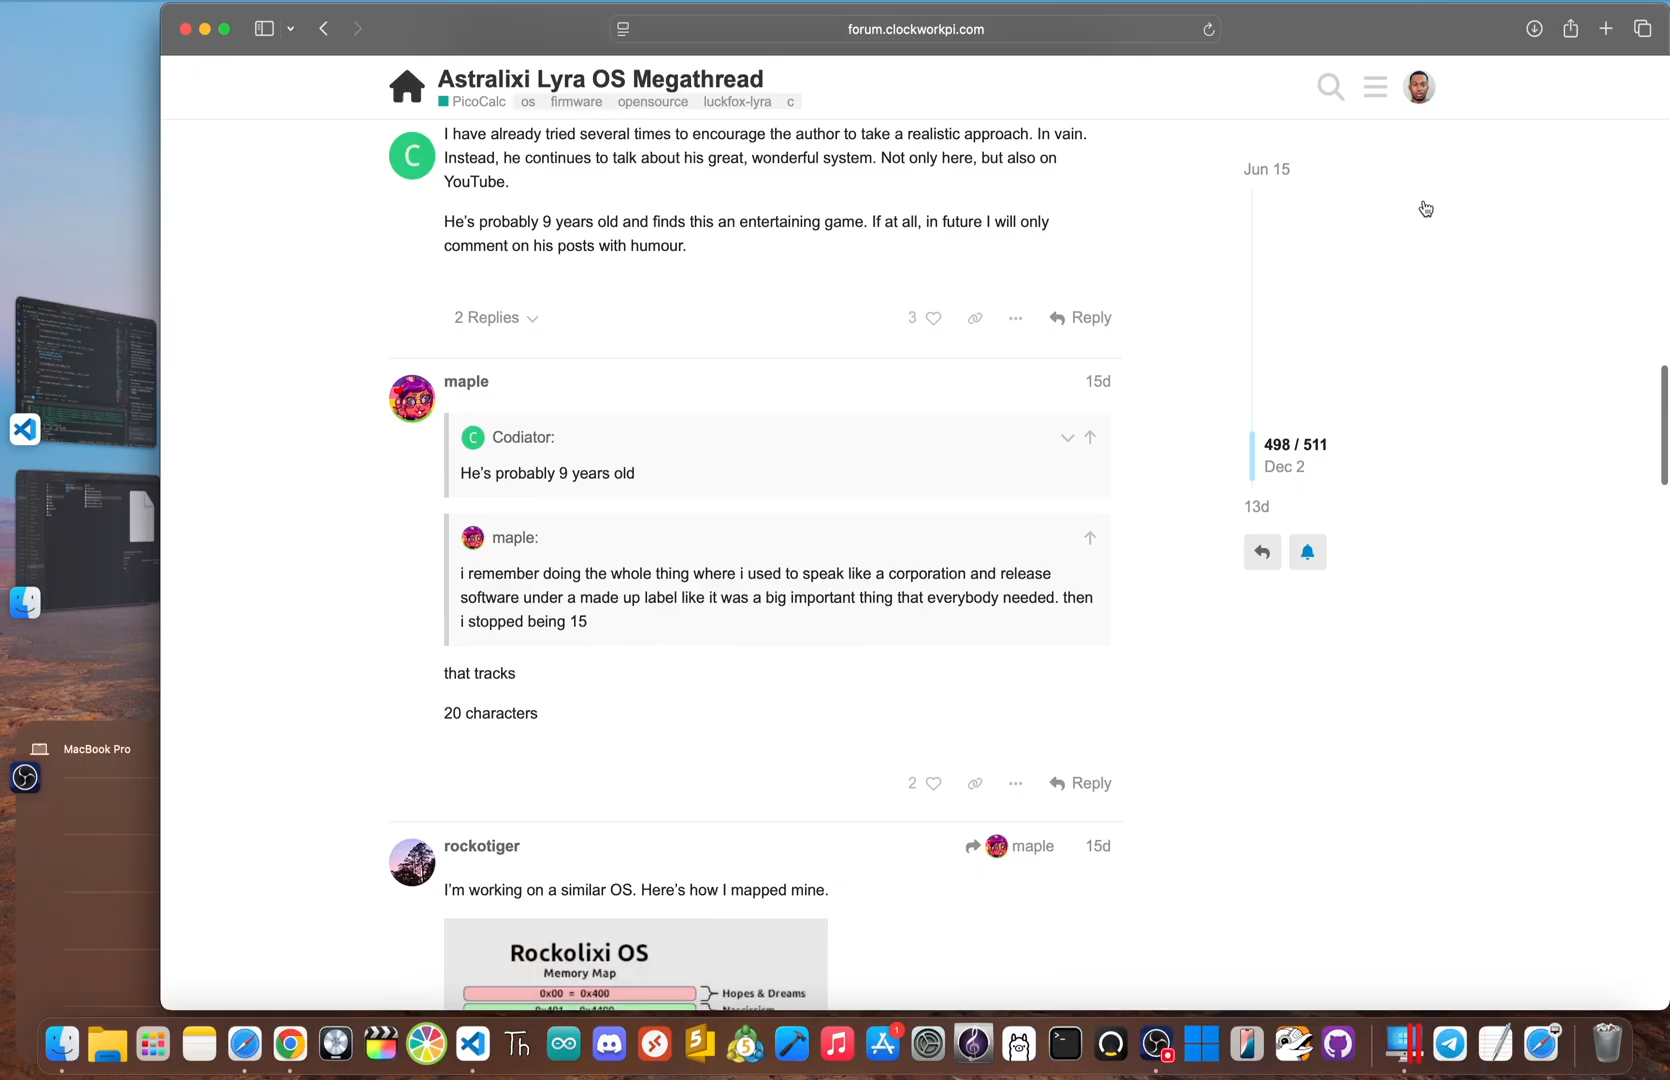 forum.clockworkpi.com
Astralixi Lyra OS Megathread
PicoCalc os firmware opensource luckfox-lyra c
I have already tried several times to encourage the author to take a realistic approach. In vain.
Instead, he continues to talk about his great, wonderful system. Not only here, but also on
YouTube.
C
Jun 15
He's probably 9 years old and finds this an entertaining game. If at all, in future I will only
comment on his posts with humour.
2 Replies
3
Reply
maple
15d
C Codiator:
He's probably 9 years old
498 / 511
Dec 2
13d
maple:
i remember doing the whole thing where i used to speak like a corporation and release
software under a made up label like it was a big important thing that everybody needed. then
i stopped being 15
that tracks
20 characters
MacBook Pro
2
Reply
rockotiger
maple
15d
I'm working on a similar OS. Here's how I mapped mine.
Rockolixi OS
Memory Map
0x00 = 0x400
Hopes & Dreams
Th
5
5
1